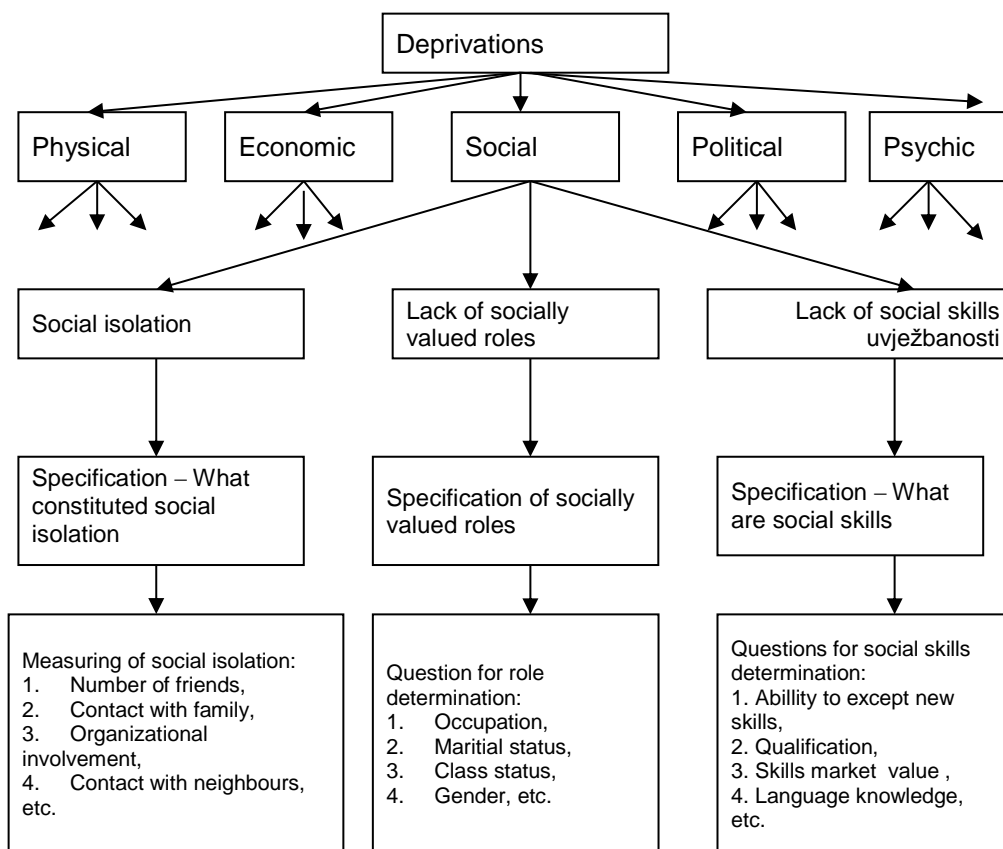 Deprivations
Physical
Economic
Social
Political
Psychic
Social isolation
Lack of socially
valued roles
Lack of social skills
uvježbanosti
Specification – What
constituted social
isolation
Specification of socially
valued roles
Specification – What
are social skills
Measuring of social isolation:
1. Number of friends,
2. Contact with family,
3. Organizational
involvement,
4. Contact with neighbours,
etc.
Question for role
determination:
1. Occupation,
2. Maritial status,
3. Class status,
4. Gender, etc.
Questions for social skills
determination:
1. Abillity to except new
skills,
2. Qualification,
3. Skills market value ,
4. Language knowledge,
etc.